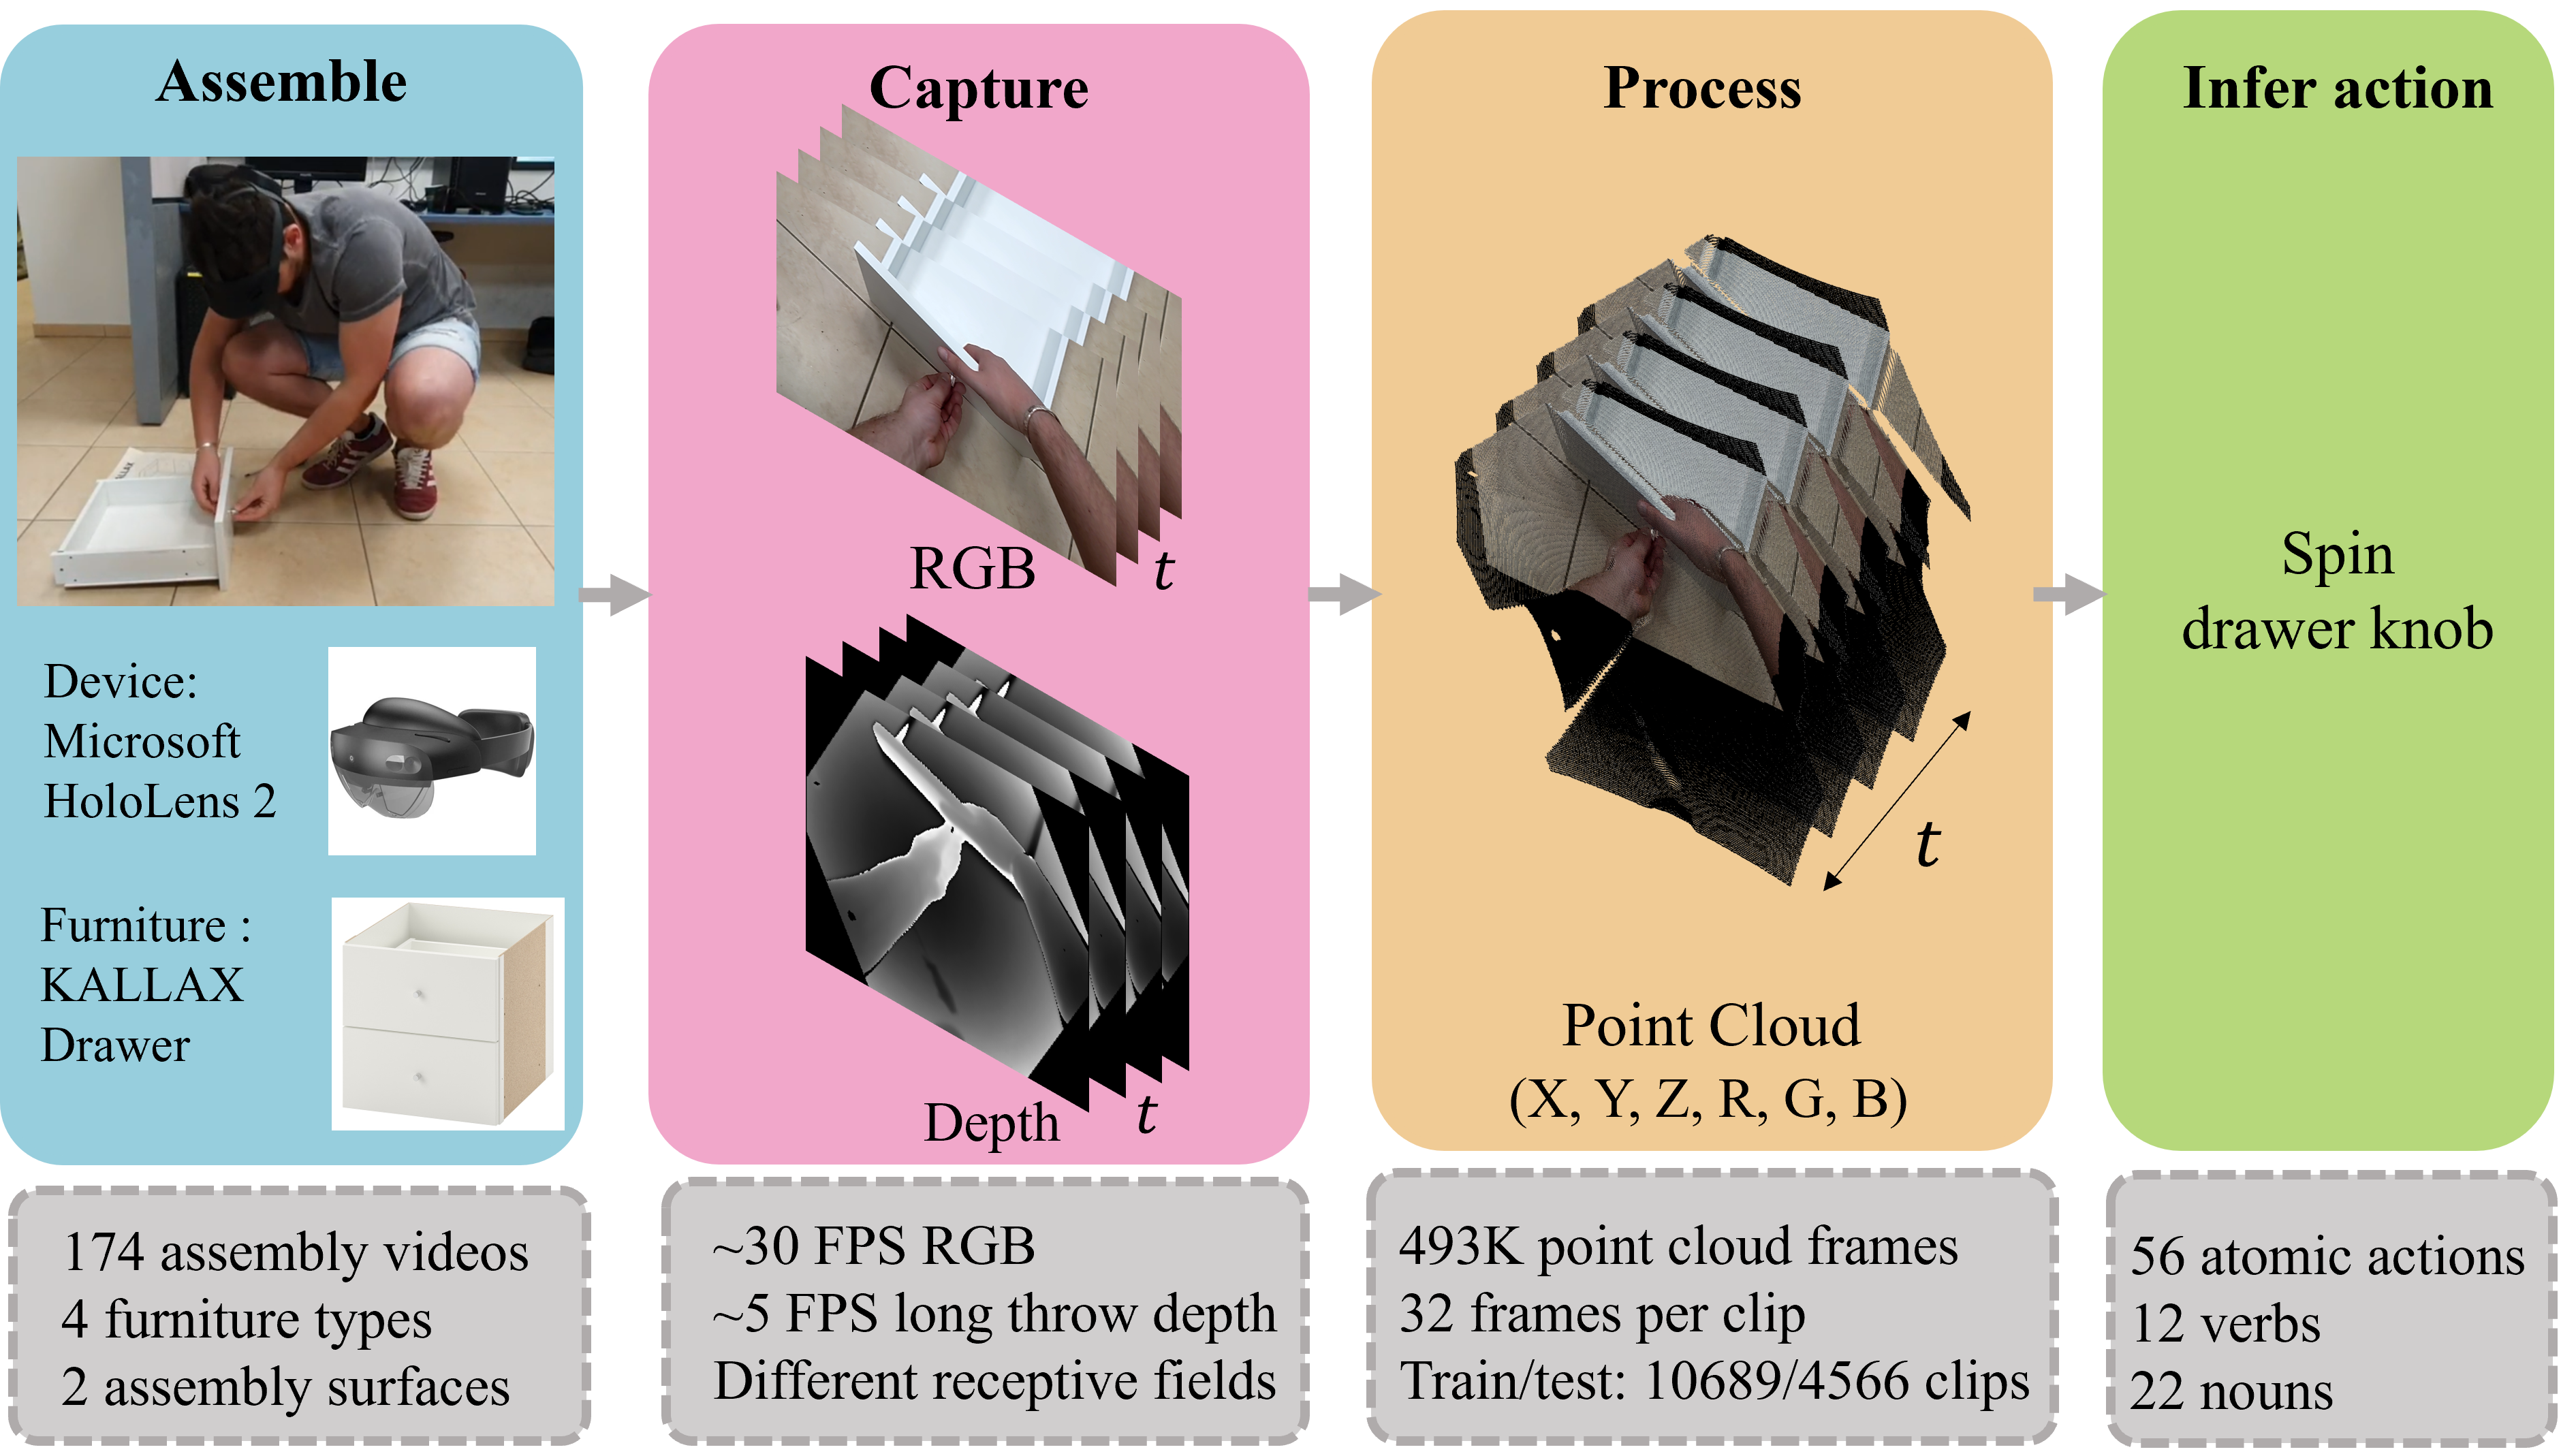 Assemble
KALLAX
Device:
Microsoft
HoloLens 2
Furniture :
KALLAX
Drawer
174 assembly videos
4 furniture types
2 assembly surfaces
Capture
RGB
t
Depth
t
~30 FPS RGB
~5 FPS long throw depth
Different receptive fields
Process
t
Point Cloud
(X, Y, Z, R, G, B)
493K point cloud frames
32 frames per clip
Train/test: 10689/4566 clips
Infer action
Spin
drawer knob
56 atomic actions
12 verbs
22 nouns